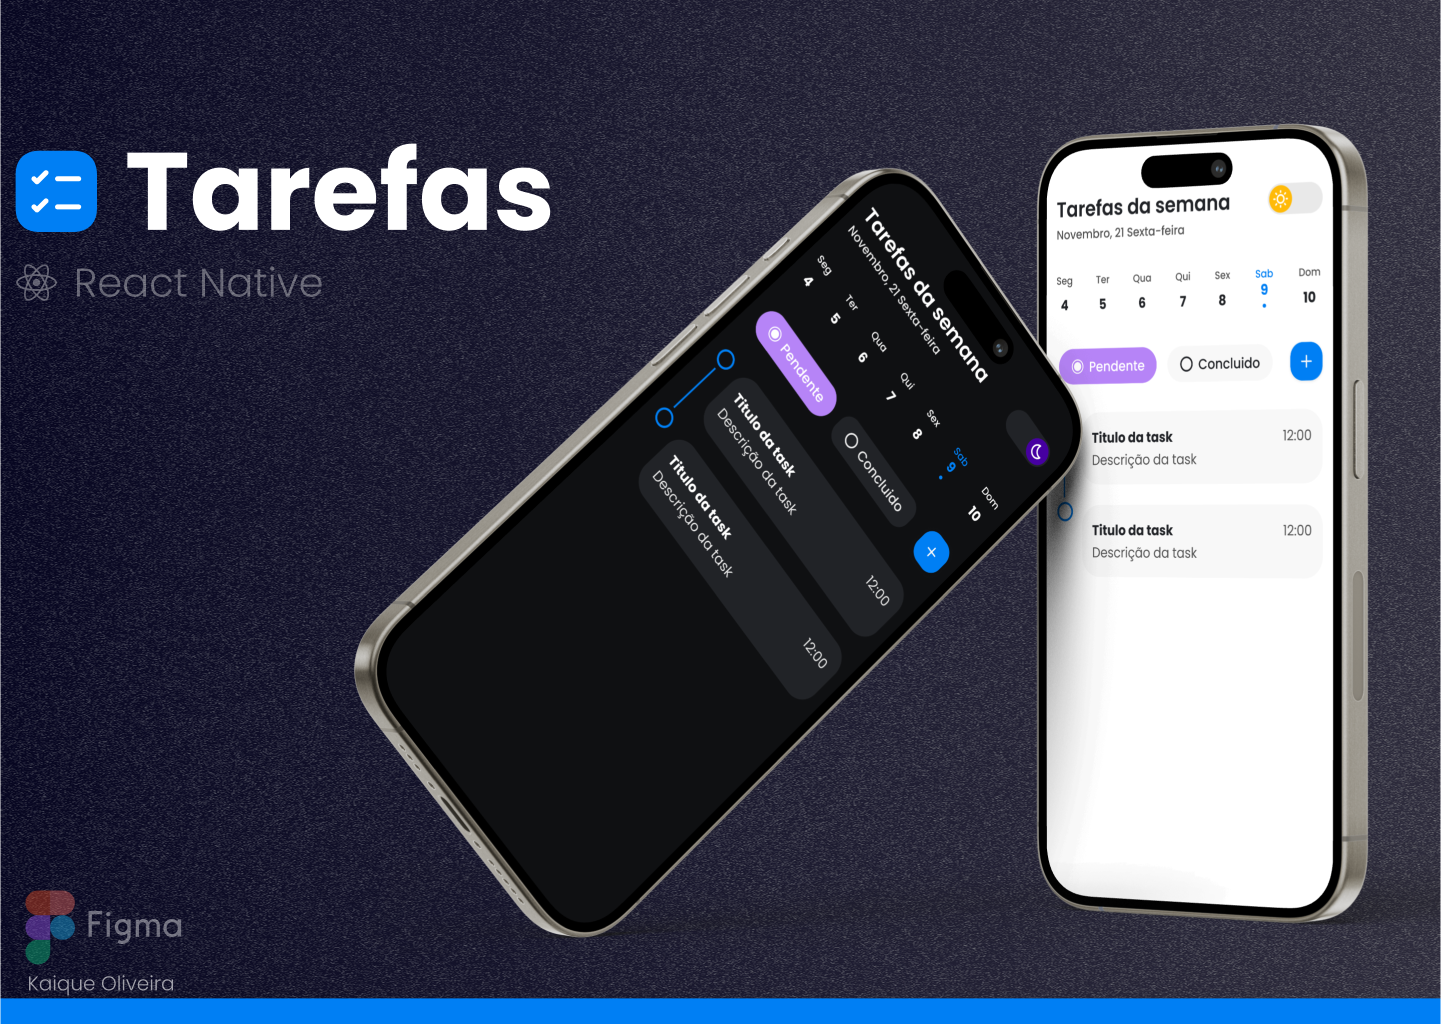 Tarefas
React Native
Tarefas da semana
Novembro, 21 Sexta-feira
Seg Ter Qua Qui Sex Sab Dom
4 5 6 7 8 9 10
Pendente Concluido
Titulo da task 12:00
Descrição da task
Titulo da task 12:00
Descrição da task
Tarefas da semana
Novembro, 21 Sexta-feira
Seg Ter Qua Qui Sex Sab Dom
4 5 6 7 8 9 10
Pendente Concluido +
Titulo da task 12:00
Descrição da task
Titulo da task 12:00
Descrição da task
Figma
Kaique Oliveira